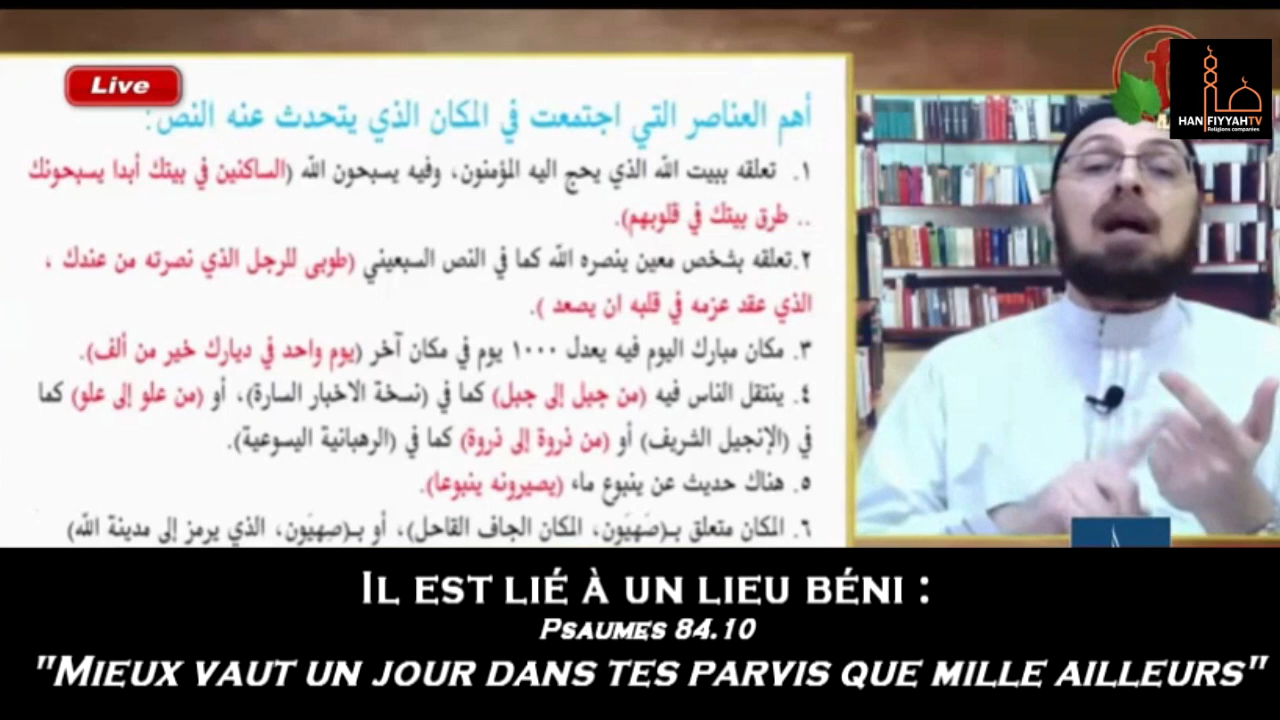 Live
HANFIYYAHTV
Religions companies
أهم العناصر التي اجتمعت في المكان الذي يتحدث عنه النص:
١. تعلقه ببيت الله الذي يحج اليه المؤمنون، وفيه يسبحون الله (الساكنين في بيتك أبدا يسبحونك
.. طرق بيتك في قلوبهم).
٢.تعلقه بشخص معين ينصره الله كما في النص السبعيني (طوبى للرجل الذي نصرته من عندك ،
الذي عقد عزمه في قلبه ان يصعد ).
٣. مكان مبارك اليوم فيه يعدل ١٠٠٠ يوم في مكان آخر (يوم واحد في ديارك خير من ألف).
٤. ينتقل الناس فيه (من جبل إلى جبل) كما في (نسخة الاخبار السارة)، أو (من علو إلى علو) كما
في (الإنجيل الشريف) أو (من ذروة إلى ذروة) كما في (الرهبانية اليسوعية).
٥. هناك حديث عن ينبوع ماء (يصيرونه ينبوعا).
٦. المكان متعلق بـ(صَهيَون، المكان الجاف القاحل)، أو بـ(صِهيَون، الذي يرمز إلى مدينة الله)
Il est lié à un lieu béni :
Psaumes 84.10
"Mieux vaut un jour dans tes parvis que mille ailleurs"